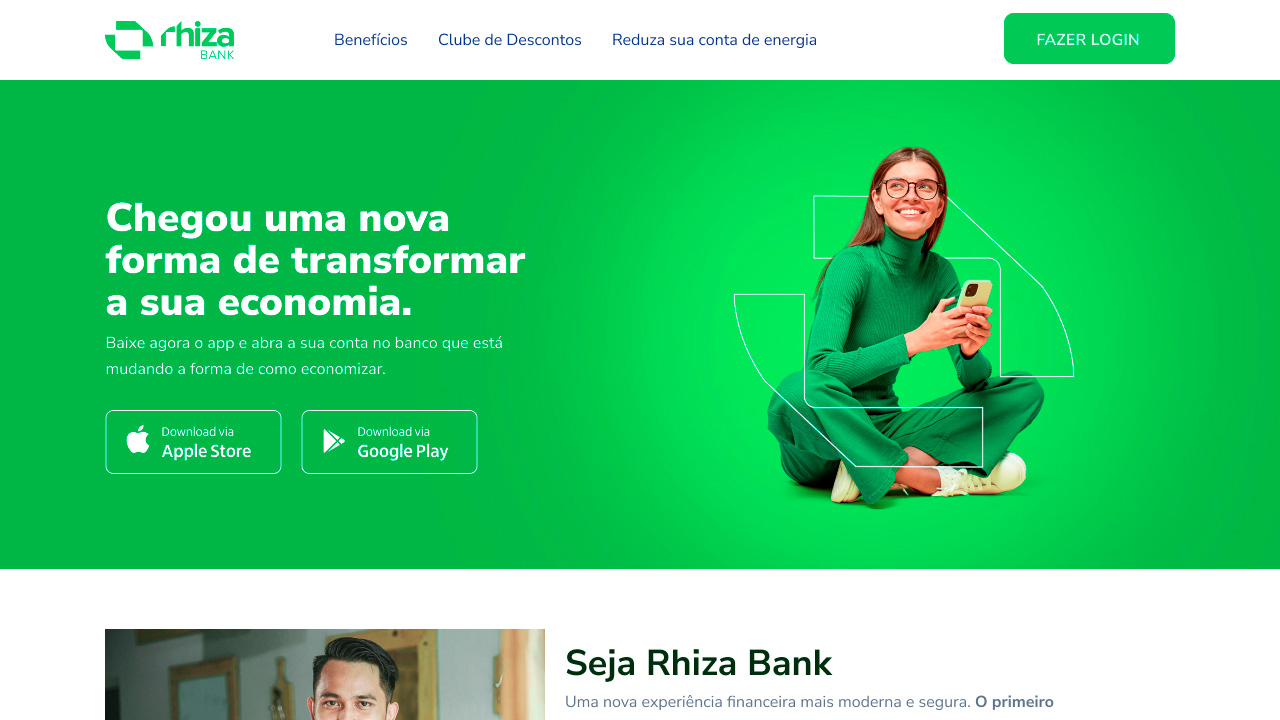 rhiza
BANK
Benefícios
Clube de Descontos
Reduza sua conta de energia
FAZER LOGIN
Chegou uma nova
forma de transformar
a sua economia.
Baixe agora o app e abra a sua conta no banco que está
mudando a forma de como economizar.
Download via
Apple Store
Download via
Google Play
Seja Rhiza Bank
Uma nova experiência financeira mais moderna e segura. O primeiro